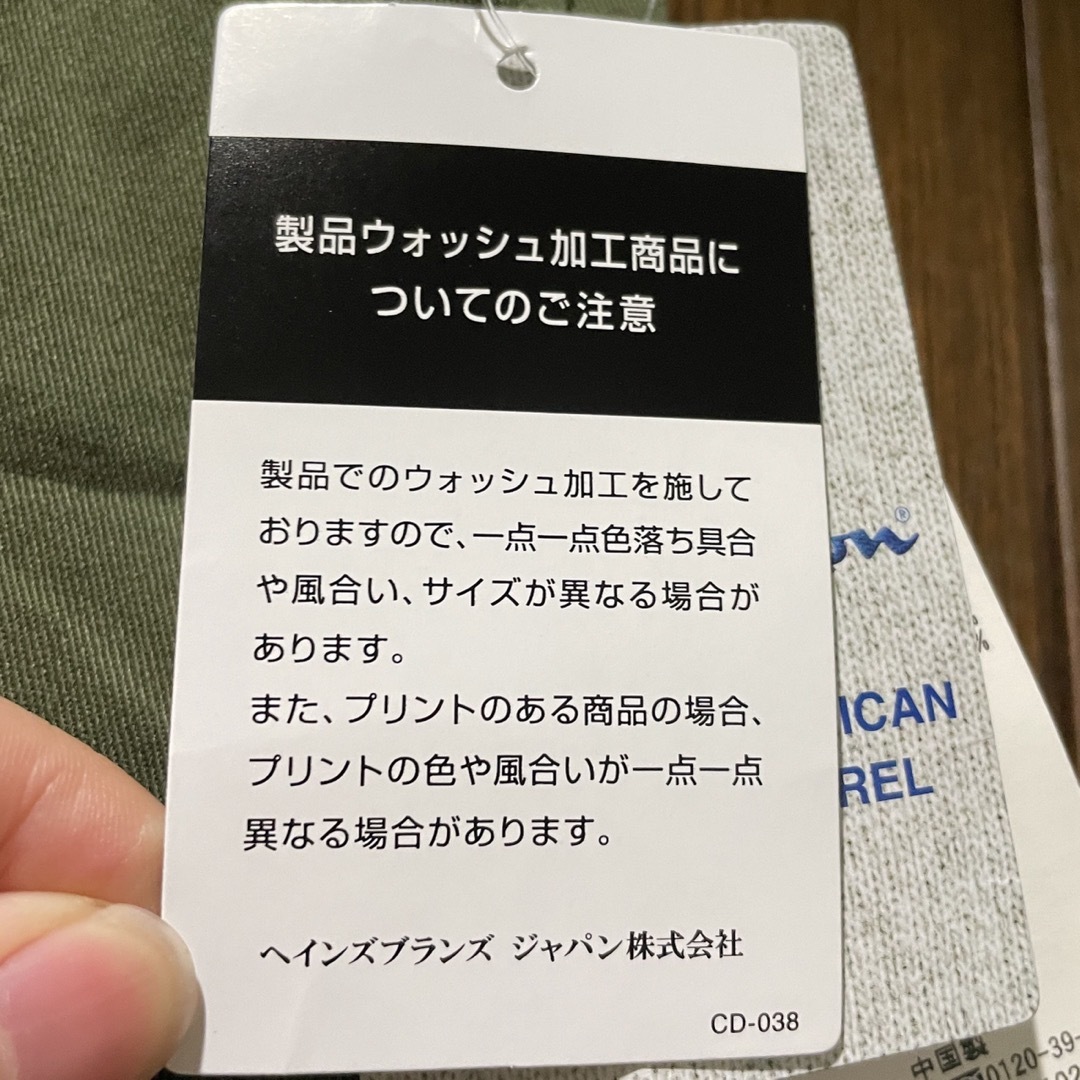 製品ウォッシュ加工商品に
ついてのご注意
製品でのウォッシュ加工を施して
おりますので、一点一点色落ち具合
や風合い、サイズが異なる場合が
あります。
また、プリントのある商品の場合、
プリントの色や風合いが一点一点
異なる場合があります。
ヘインズブランズ ジャパン株式会社
CD-038
on®
ICAN
REL
%
中国製
0120-39-